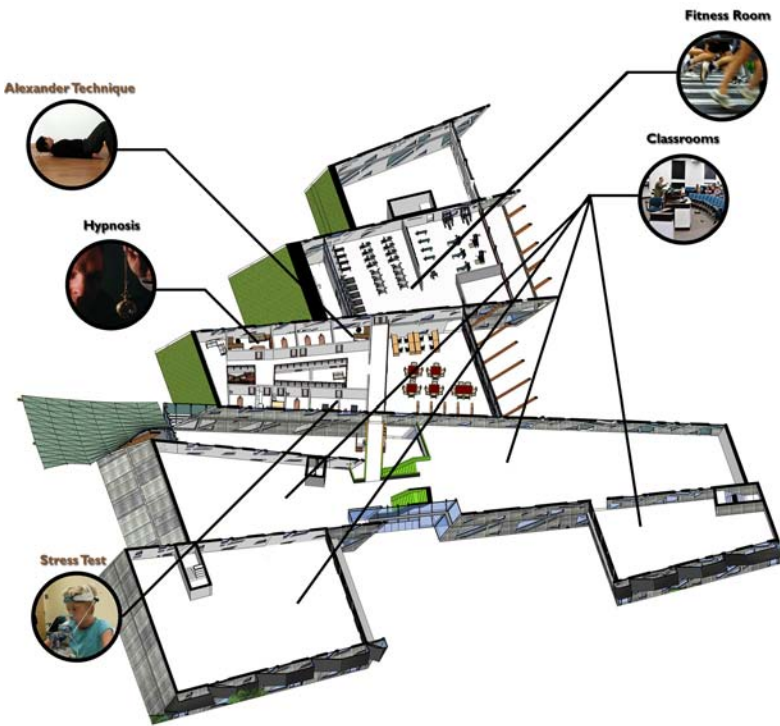 Fitness Room
Alexander Technique
Classrooms
Hypnosis
Stress Test